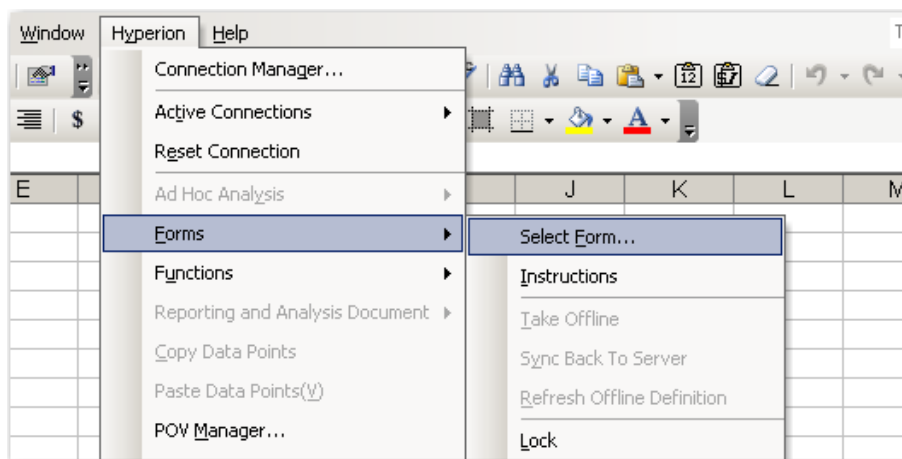 Window Hyperion Help
T
Connection Manager...
12
$ Active Connections A
Reset Connection
E J K L M
Ad Hoc Analysis
Forms Select Form...
Functions Instructions
Reporting and Analysis Document Take Offline
Copy Data Points Sync Back To Server
Paste Data Points(V) Refresh Offline Definition
POV Manager... Lock